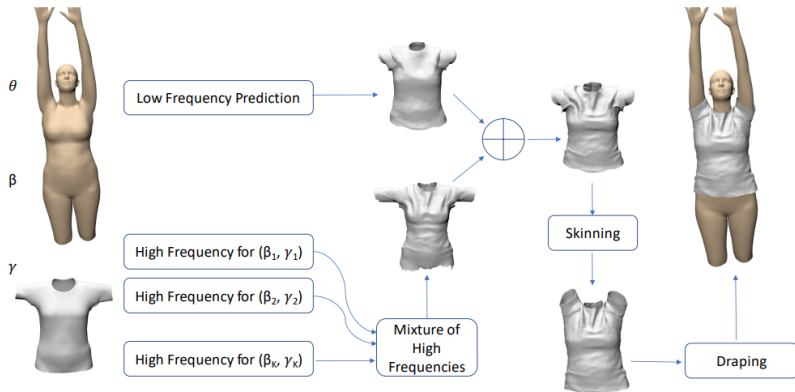 θ
β
γ
Low Frequency Prediction
High Frequency for (β₁, γ₁)
High Frequency for (β₂, γ₂)
High Frequency for (βₖ, γₖ)
Mixture of
High
Frequencies
Skinning
Draping